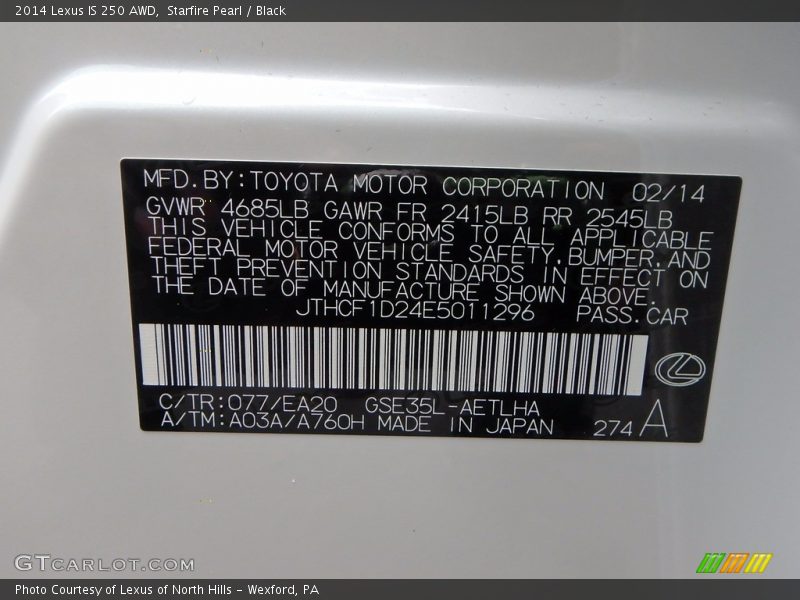 2014 Lexus IS 250 AWD, Starfire Pearl / Black
MFD. BY: TOYOTA MOTOR CORPORATION 02/14
GVWR 4685LB GAWR FR 2415LB RR 2545LB
THIS VEHICLE CONFORMS TO ALL APPLICABLE
FEDERAL MOTOR VEHICLE SAFETY, BUMPER, AND
THEFT PREVENTION STANDARDS IN EFFECT ON
THE DATE OF MANUFACTURE SHOWN ABOVE.
JTHCF1D24E5011296 PASS. CAR
C/TR: 077/EA20 GSE35L-AETLHA
A/TM: A03A/A760H MADE IN JAPAN 274 A
GTCARLOT.COM
Photo Courtesy of Lexus of North Hills - Wexford, PA